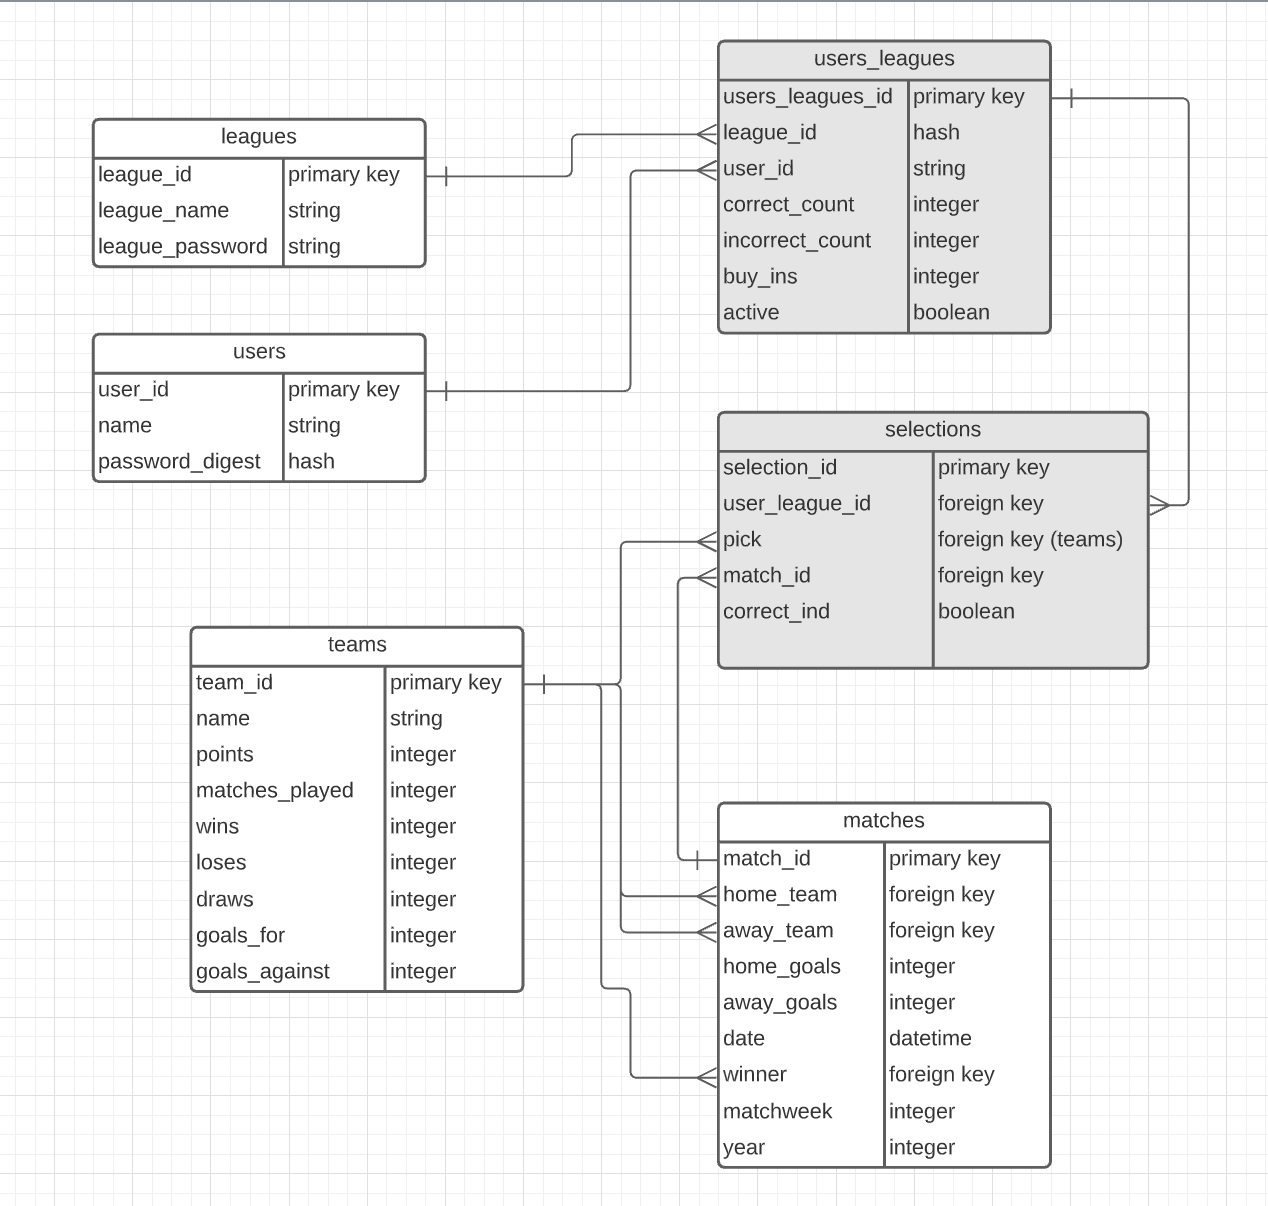 users_leagues
users_leagues_id primary key
league_id hash
user_id string
correct_count integer
incorrect_count integer
buy_ins integer
active boolean
leagues
league_id primary key
league_name string
league_password string
users
user_id primary key
name string
password_digest hash
selections
selection_id primary key
user_league_id foreign key
pick foreign key (teams)
match_id foreign key
correct_ind boolean
teams
team_id primary key
name string
points integer
matches_played integer
wins integer
loses integer
draws integer
goals_for integer
goals_against integer
matches
match_id primary key
home_team foreign key
away_team foreign key
home_goals integer
away_goals integer
date datetime
winner foreign key
matchweek integer
year integer